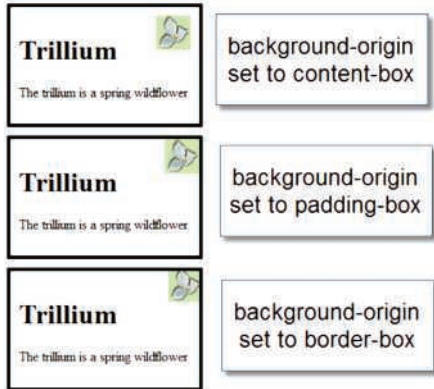 Trillium
The trillium is a spring wildflower
background-origin
set to content-box
Trillium
The trillium is a spring wildflower
background-origin
set to padding-box
Trillium
The trillium is a spring wildflower
background-origin
set to border-box